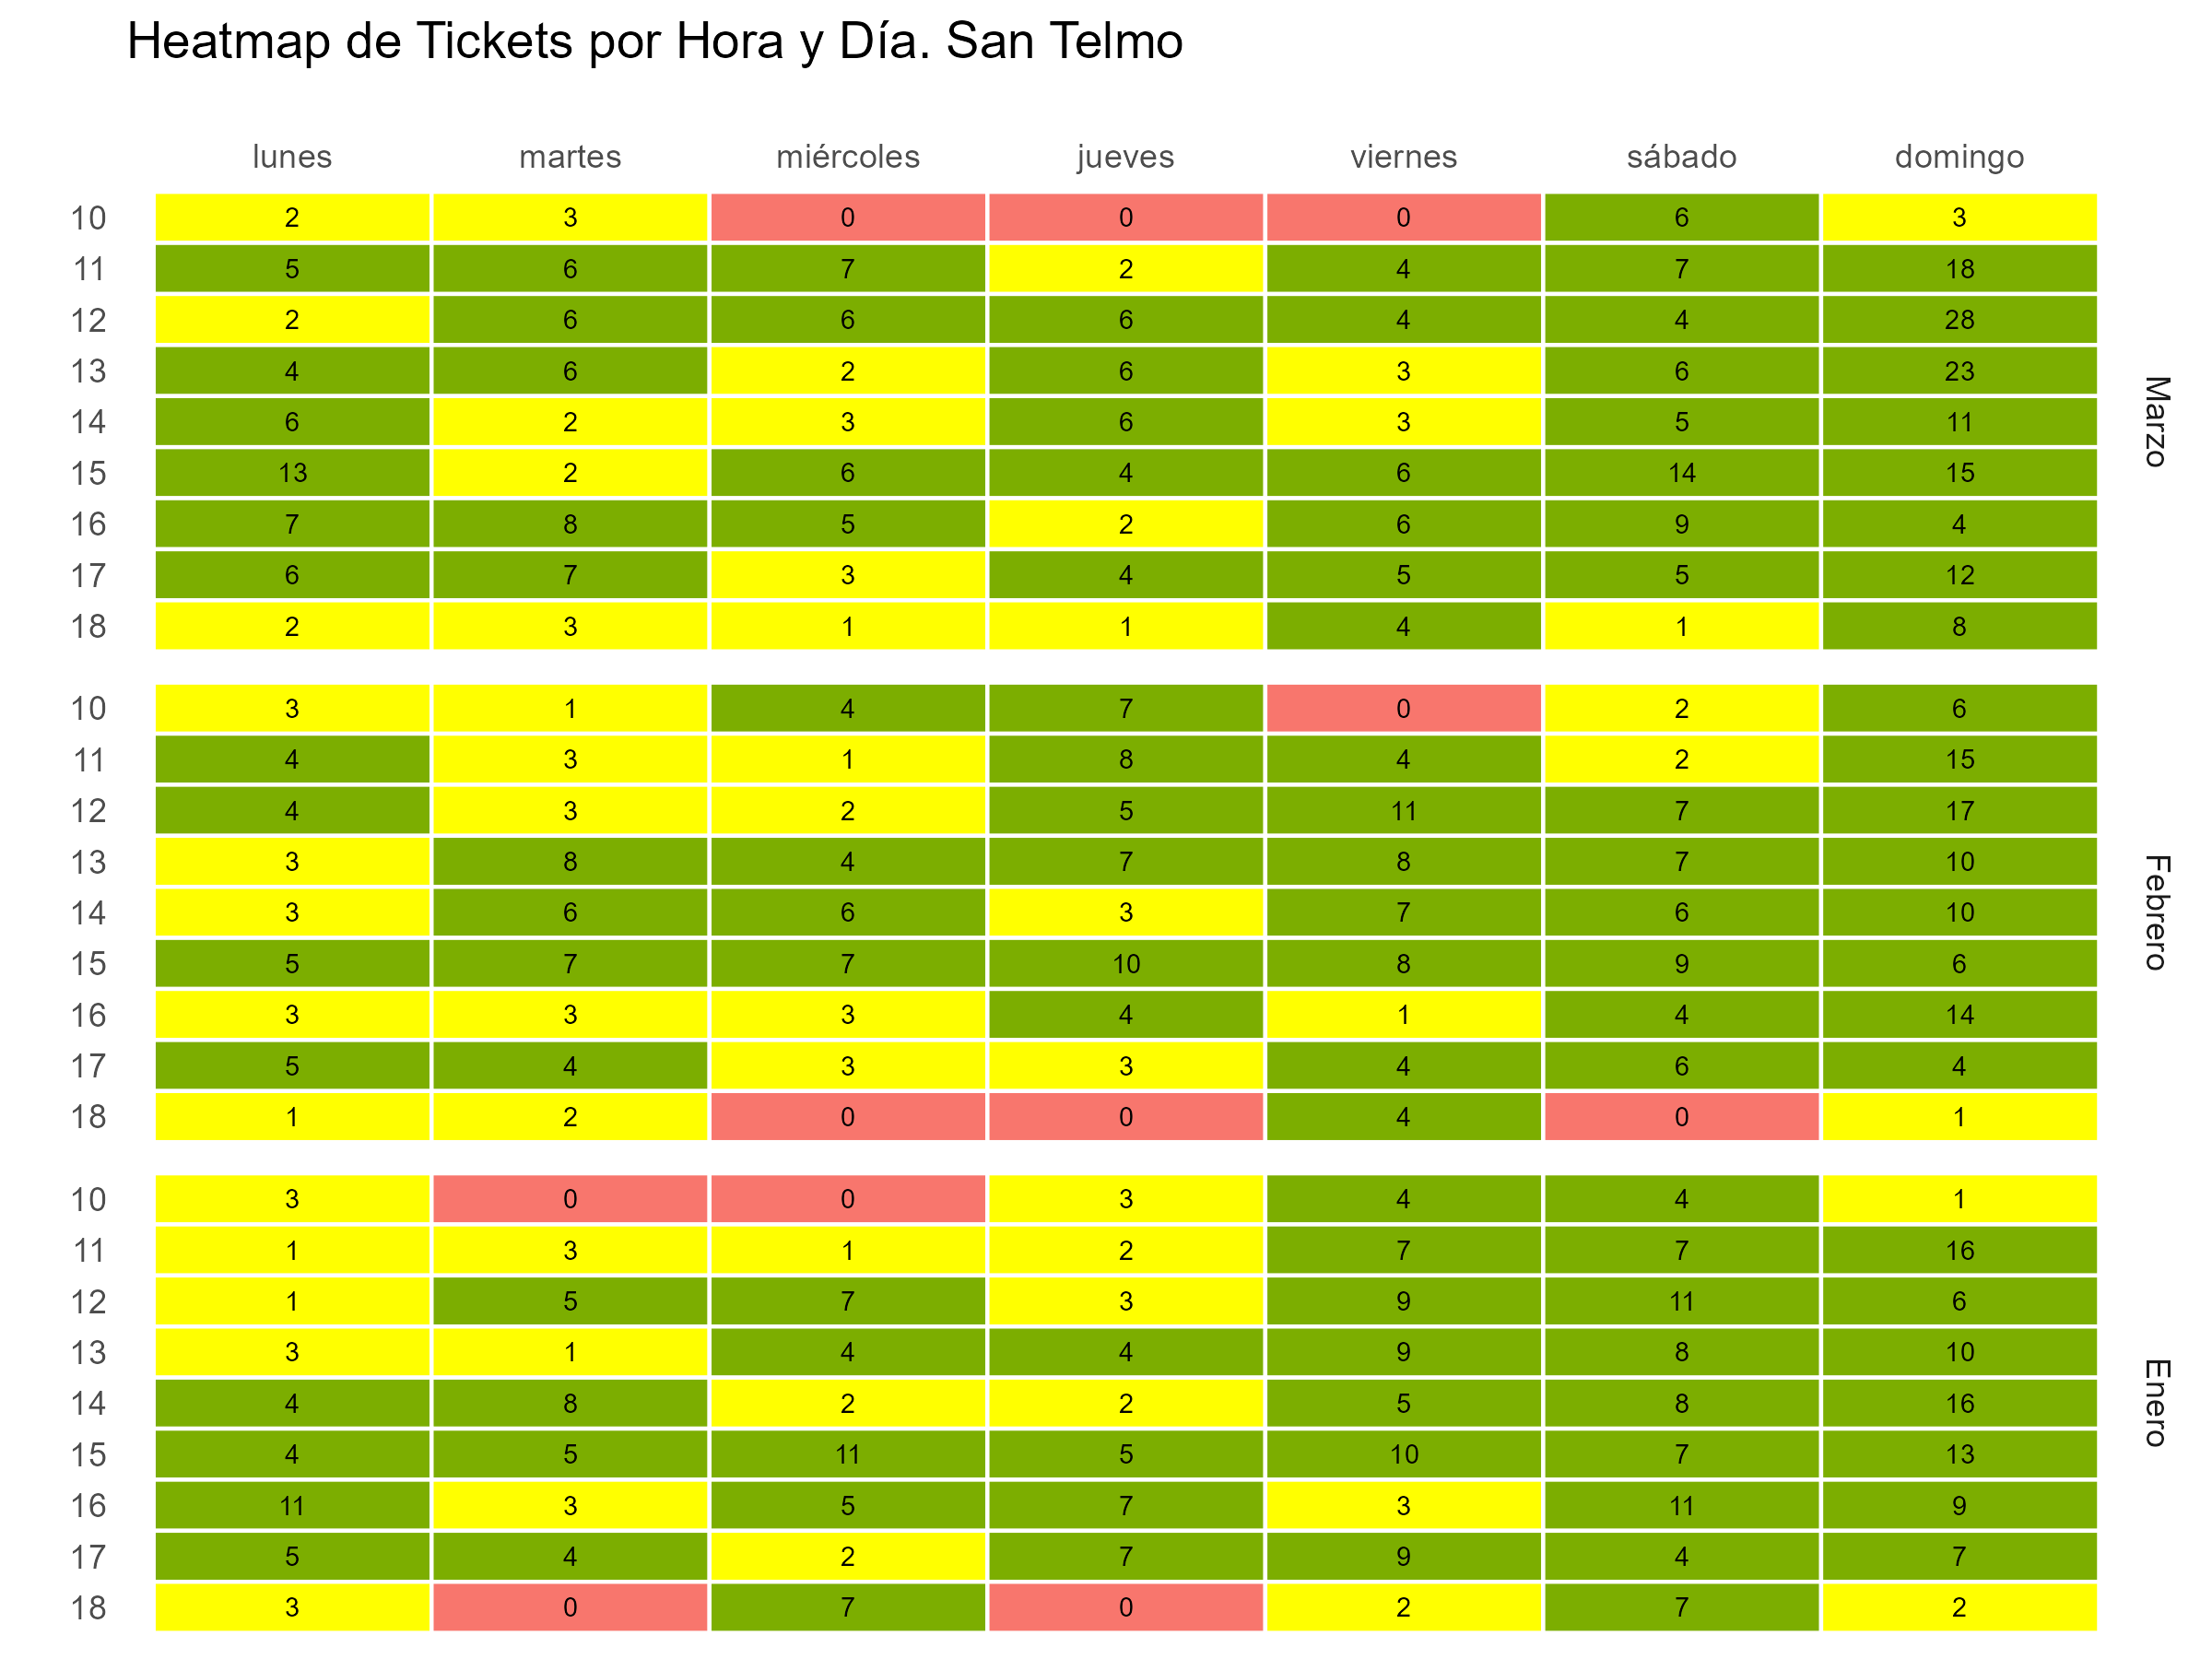 Heatmap de Tickets por Hora y Día. San Telmo
lunes martes miércoles jueves viernes sábado domingo
10 2 3 0 0 0 6 3
11 5 6 7 2 4 7 18
12 2 6 6 6 4 4 28
13 4 6 2 6 3 6 23
14 6 2 3 6 3 5 11
15 13 2 6 4 6 14 15
16 7 8 5 2 6 9 4
17 6 7 3 4 5 5 12
18 2 3 1 1 4 1 8
Marzo
10 3 1 4 7 0 2 6
11 4 3 1 8 4 2 15
12 4 3 2 5 11 7 17
13 3 8 4 7 8 7 10
14 3 6 6 3 7 6 10
15 5 7 7 10 8 9 6
16 3 3 3 4 1 4 14
17 5 4 3 3 4 6 4
18 1 2 0 0 4 0 1
Febrero
10 3 0 0 3 4 4 1
11 1 3 1 2 7 7 16
12 1 5 7 3 9 11 6
13 3 1 4 4 9 8 10
14 4 8 2 2 5 8 16
15 4 5 11 5 10 7 13
16 11 3 5 7 3 11 9
17 5 4 2 7 9 4 7
18 3 0 7 0 2 7 2
Enero